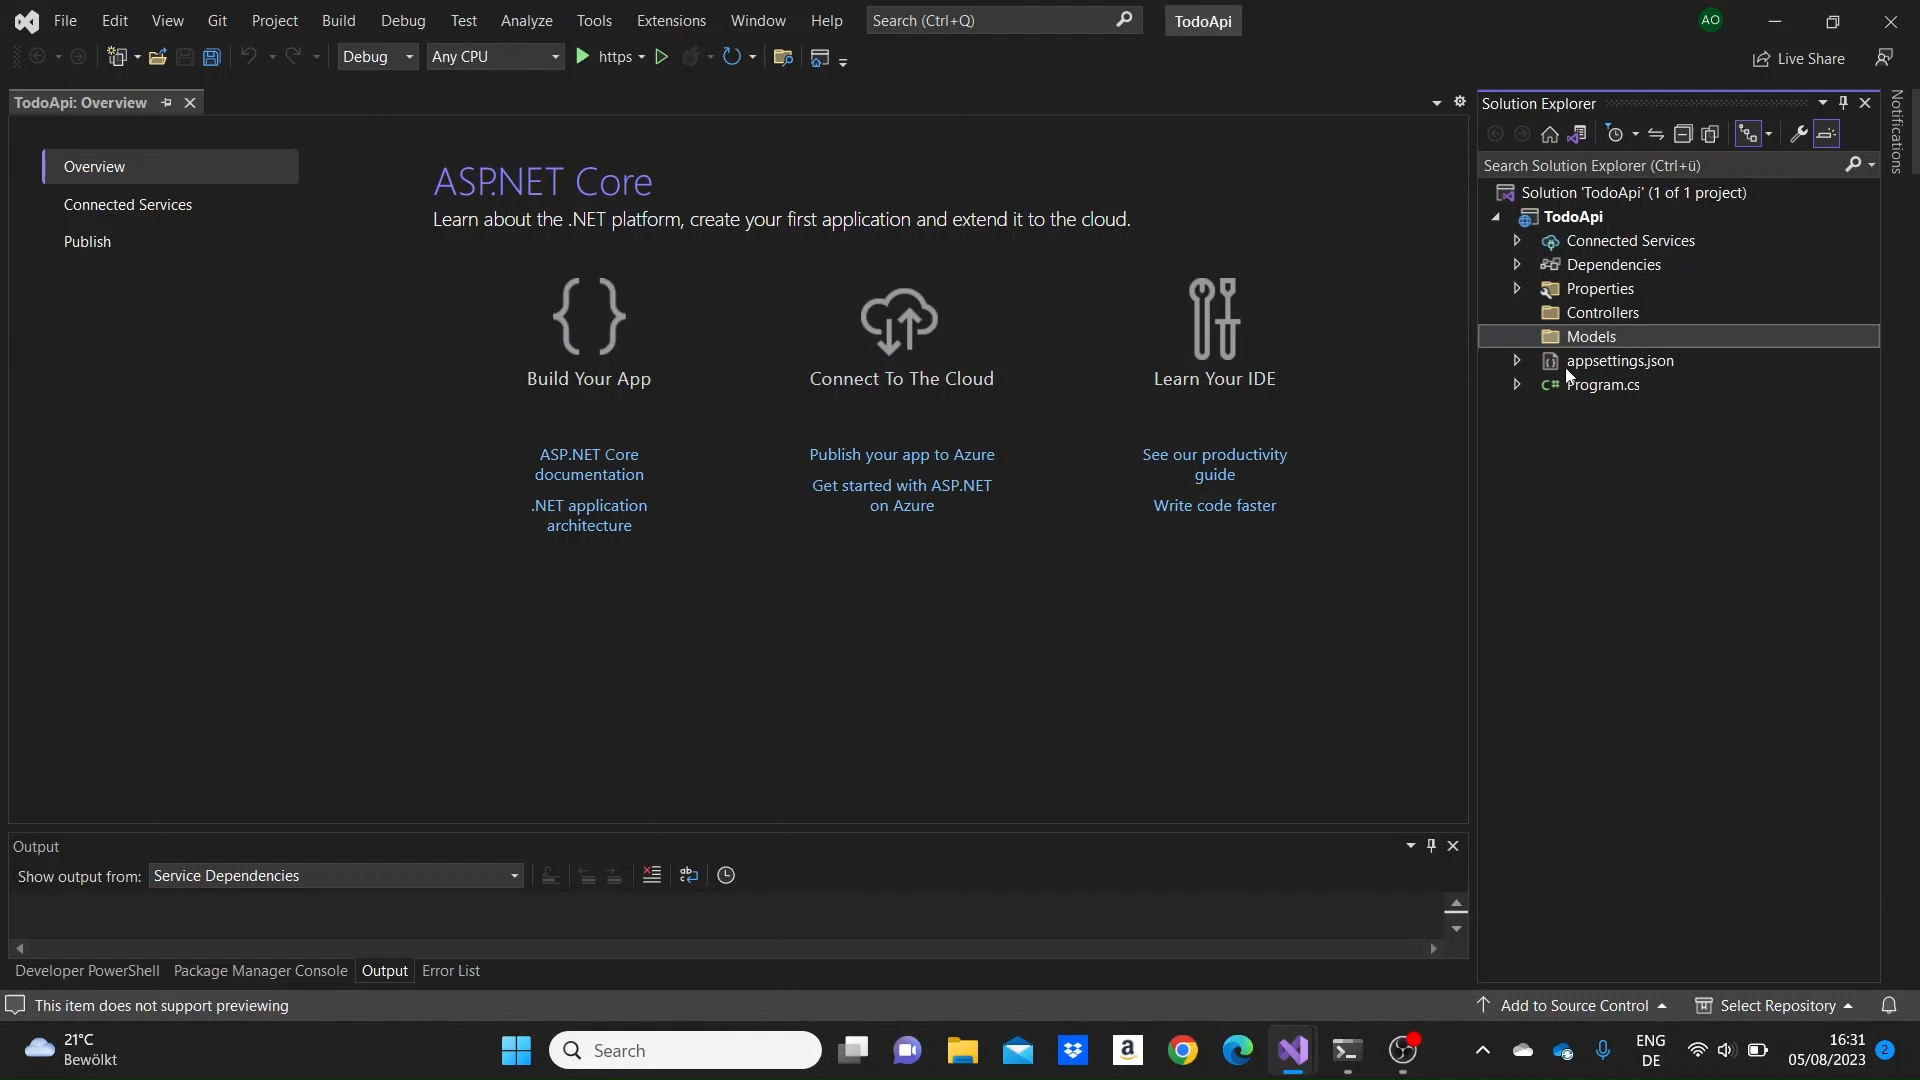 File Edit View Git Project Build Debug Test Analyze Tools Extensions Window Help Search (Ctrl+Q) TodoApi AO
Debug Any CPU https Live Share
TodoApi: Overview
Overview
Connected Services
Publish
ASP.NET Core
Learn about the .NET platform, create your first application and extend it to the cloud.
Build Your App
Connect To The Cloud
Learn Your IDE
ASP.NET Core
documentation
.NET application
architecture
Publish your app to Azure
Get started with ASP.NET
on Azure
See our productivity
guide
Write code faster
Solution Explorer
Search Solution Explorer (Ctrl+ü)
Solution 'TodoApi' (1 of 1 project)
TodoApi
Connected Services
Dependencies
Properties
Controllers
Models
appsettings.json
C# Program.cs
Notifications
Output
Show output from: Service Dependencies
Developer PowerShell Package Manager Console Output Error List
This item does not support previewing Add to Source Control Select Repository
21°C
Bewölkt
Search
ENG
DE
16:31
05/08/2023
2